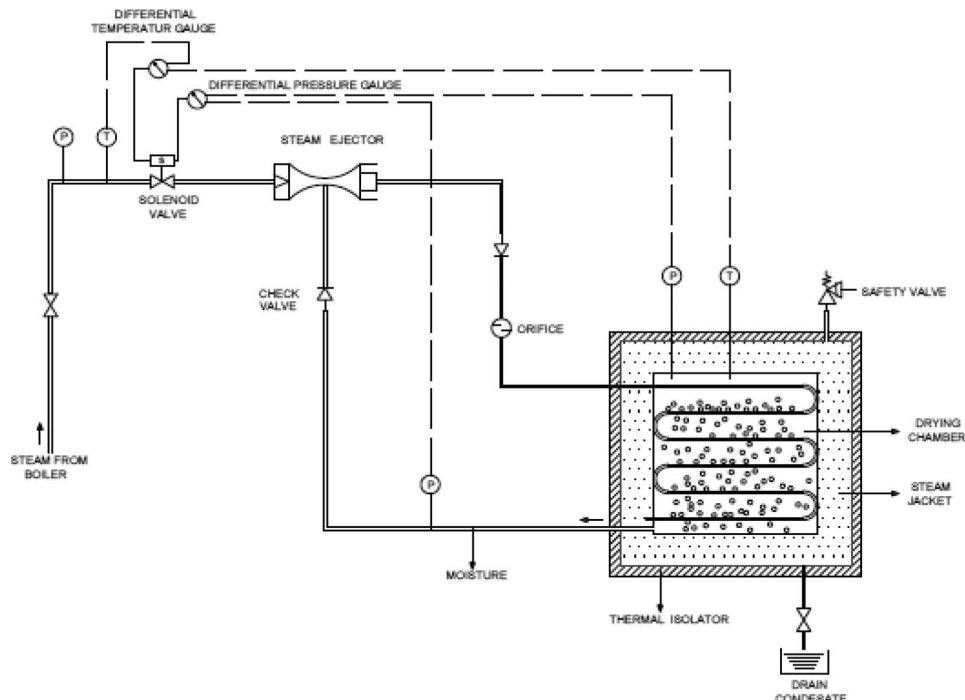 DIFFERENTIAL
TEMPERATUR GAUGE
DIFFERENTIAL PRESSURE GAUGE
P
T
S
STEAM EJECTOR
SOLENOID
VALVE
CHECK
VALVE
P
T
SAFETY VALVE
ORIFICE
DRYING
CHAMBER
STEAM FROM
BOILER
P
STEAM
JACKET
MOISTURE
THERMAL ISOLATOR
DRAIN
CONDESATE